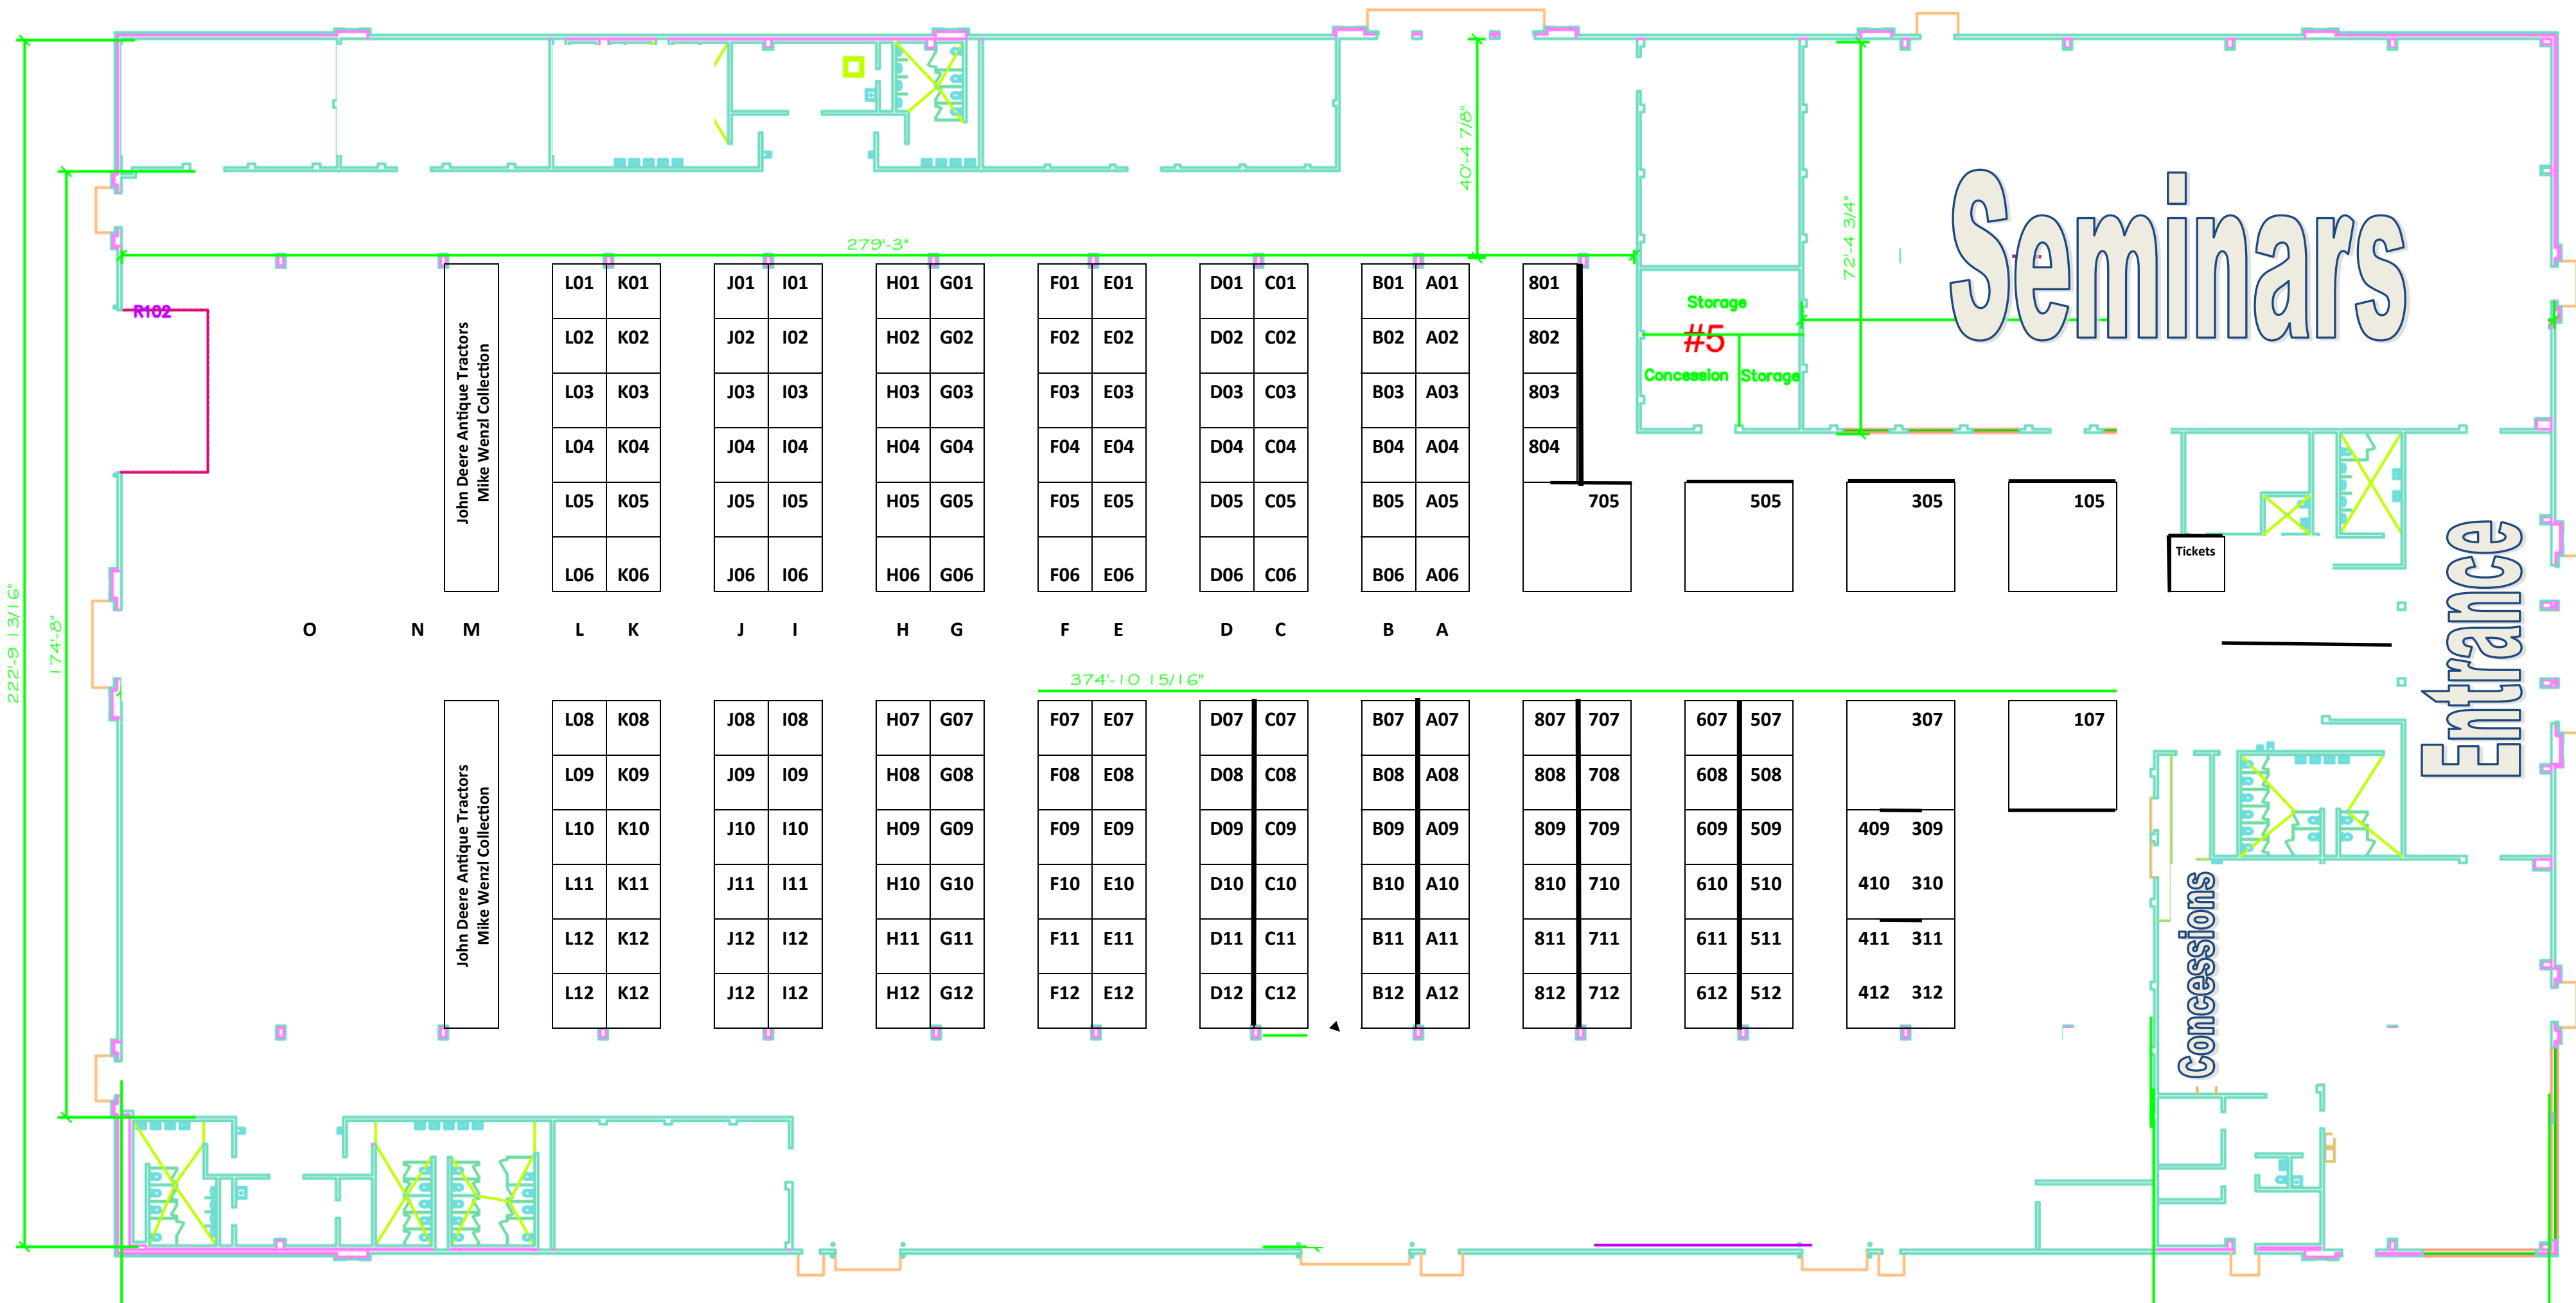 40'-4 7/8"
72'-4 3/4"
Seminars
279'-3"
R102
L01 K01 J01 I01 H01 G01 F01 E01 D01 C01 B01 A01 801
Storage
L02 K02 J02 I02 H02 G02 F02 E02 D02 C02 B02 A02 802
#5
Concession Storage
L03 K03 J03 I03 H03 G03 F03 E03 D03 C03 B03 A03 803
L04 K04 J04 I04 H04 G04 F04 E04 D04 C04 B04 A04 804
John Deere Antique Tractors
Mike Wenzl Collection
L05 K05 J05 I05 H05 G05 F05 E05 D05 C05 B05 A05 705 505 305 105
Tickets
L06 K06 J06 I06 H06 G06 F06 E06 D06 C06 B06 A06
222'-9 13/16"
174'-8"
O N M L K J I H G F E D C B A
Entrance
374'-10 15/16"
L08 K08 J08 I08 H07 G07 F07 E07 D07 C07 B07 A07 807 707 607 507 307 107
L09 K09 J09 I09 H08 G08 F08 E08 D08 C08 B08 A08 808 708 608 508
John Deere Antique Tractors
Mike Wenzl Collection
L10 K10 J10 I10 H09 G09 F09 E09 D09 C09 B09 A09 809 709 609 509 409 309
L11 K11 J11 I11 H10 G10 F10 E10 D10 C10 B10 A10 810 710 610 510 410 310
L12 K12 J12 I12 H11 G11 F11 E11 D11 C11 B11 A11 811 711 611 511 411 311
L12 K12 J12 I12 H12 G12 F12 E12 D12 C12 B12 A12 812 712 612 512 412 312
Concessions